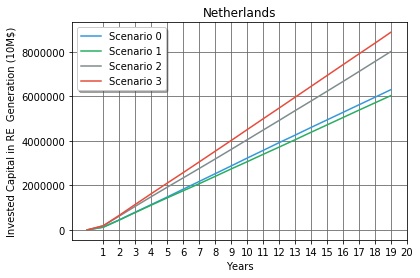 Netherlands
Scenario 0
Scenario 1
Scenario 2
Scenario 3
Invested Capital in RE Generation (10M$)
8000000
6000000
4000000
2000000
0
1 2 3 4 5 6 7 8 9 10 11 12 13 14 15 16 17 18 19 20
Years